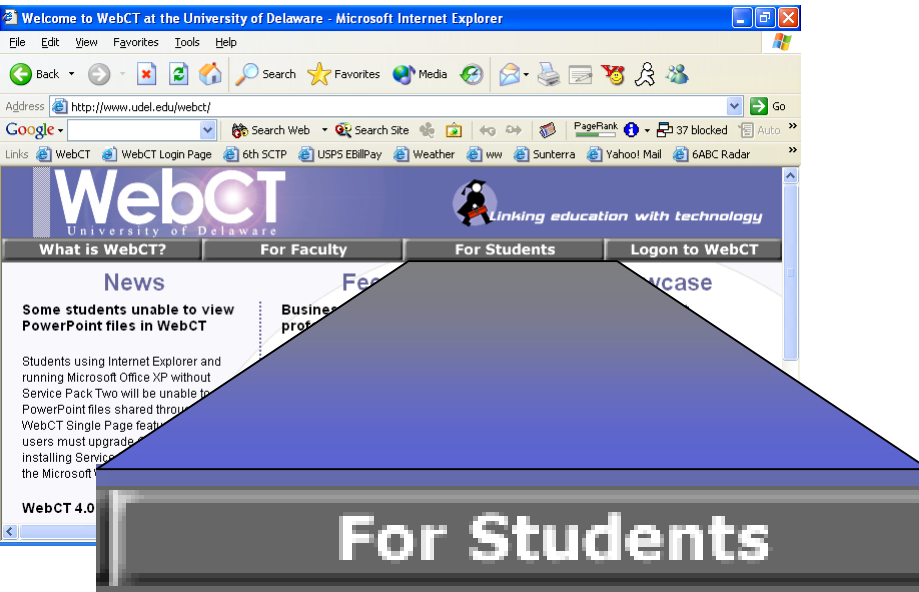 Welcome to WebCT at the University of Delaware - Microsoft Internet Explorer
File Edit View Favorites Tools Help
Back Search Favorites Media
Address http://www.udel.edu/webct/ Go
Google Search Web Search Site PageRank 37 blocked Auto »
Links WebCT WebCT Login Page 6th SCTP USPS EBillPay Weather ww Sunterra Yahoo! Mail 6ABC Radar »
WebCT
University of Delaware
Linking education with technology
What is WebCT? For Faculty For Students Logon to WebCT
News
Some students unable to view
PowerPoint files in WebCT
Students using Internet Explorer and
running Microsoft Office XP without
Service Pack Two will be unable to
PowerPoint files shared
WebCT Single Page
users must upgrade
installing
the Microsoft
WebCT 4.0
For Students